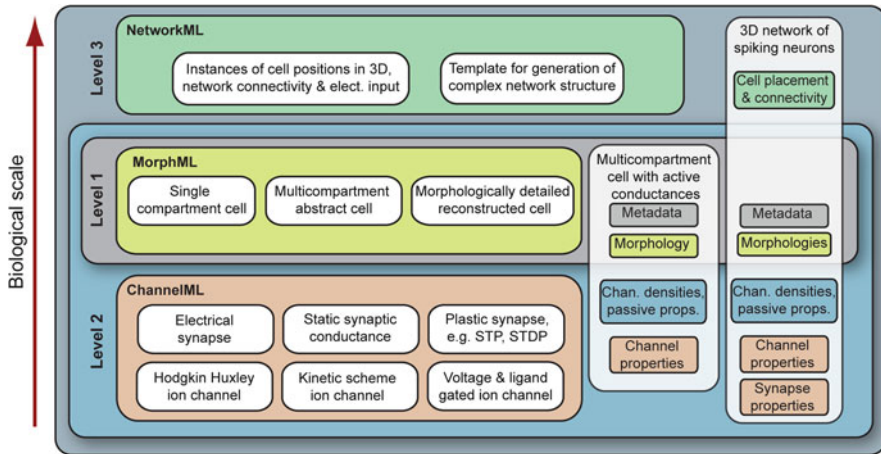 Biological scale
Level 3
NetworkML
Instances of cell positions in 3D,
network connectivity & elect. input
Template for generation of
complex network structure
Level 1
MorphML
Single
compartment cell
Multicompartment
abstract cell
Morphologically detailed
reconstructed cell
Level 2
ChannelML
Electrical
synapse
Static synaptic
conductance
Plastic synapse,
e.g. STP, STDP
Hodgkin Huxley
ion channel
Kinetic scheme
ion channel
Voltage & ligand
gated ion channel
Multicompartment
cell with active
conductances
Metadata
Morphology
Chan. densities,
passive props.
Channel
properties
3D network of
spiking neurons
Cell placement
& connectivity
Metadata
Morphologies
Chan. densities,
passive props.
Channel
properties
Synapse
properties